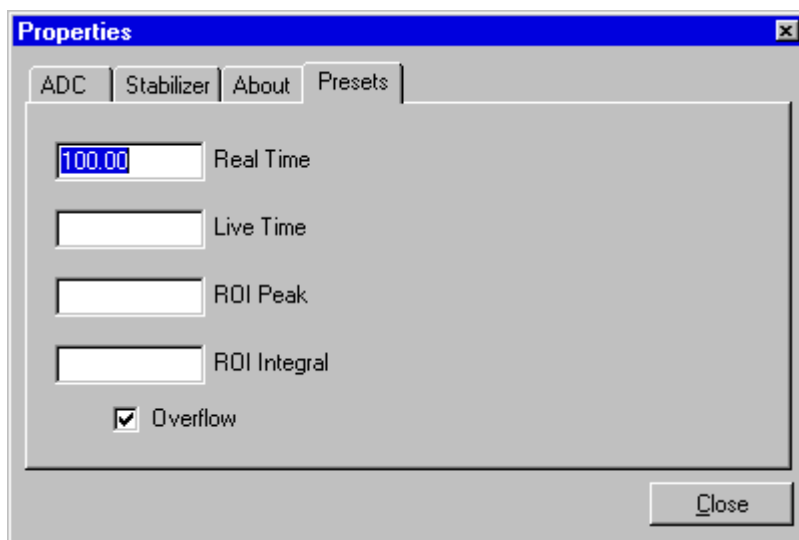 Properties
ADC Stabilizer About Presets
100.00 Real Time
Live Time
ROI Peak
ROI Integral
Overflow
Close